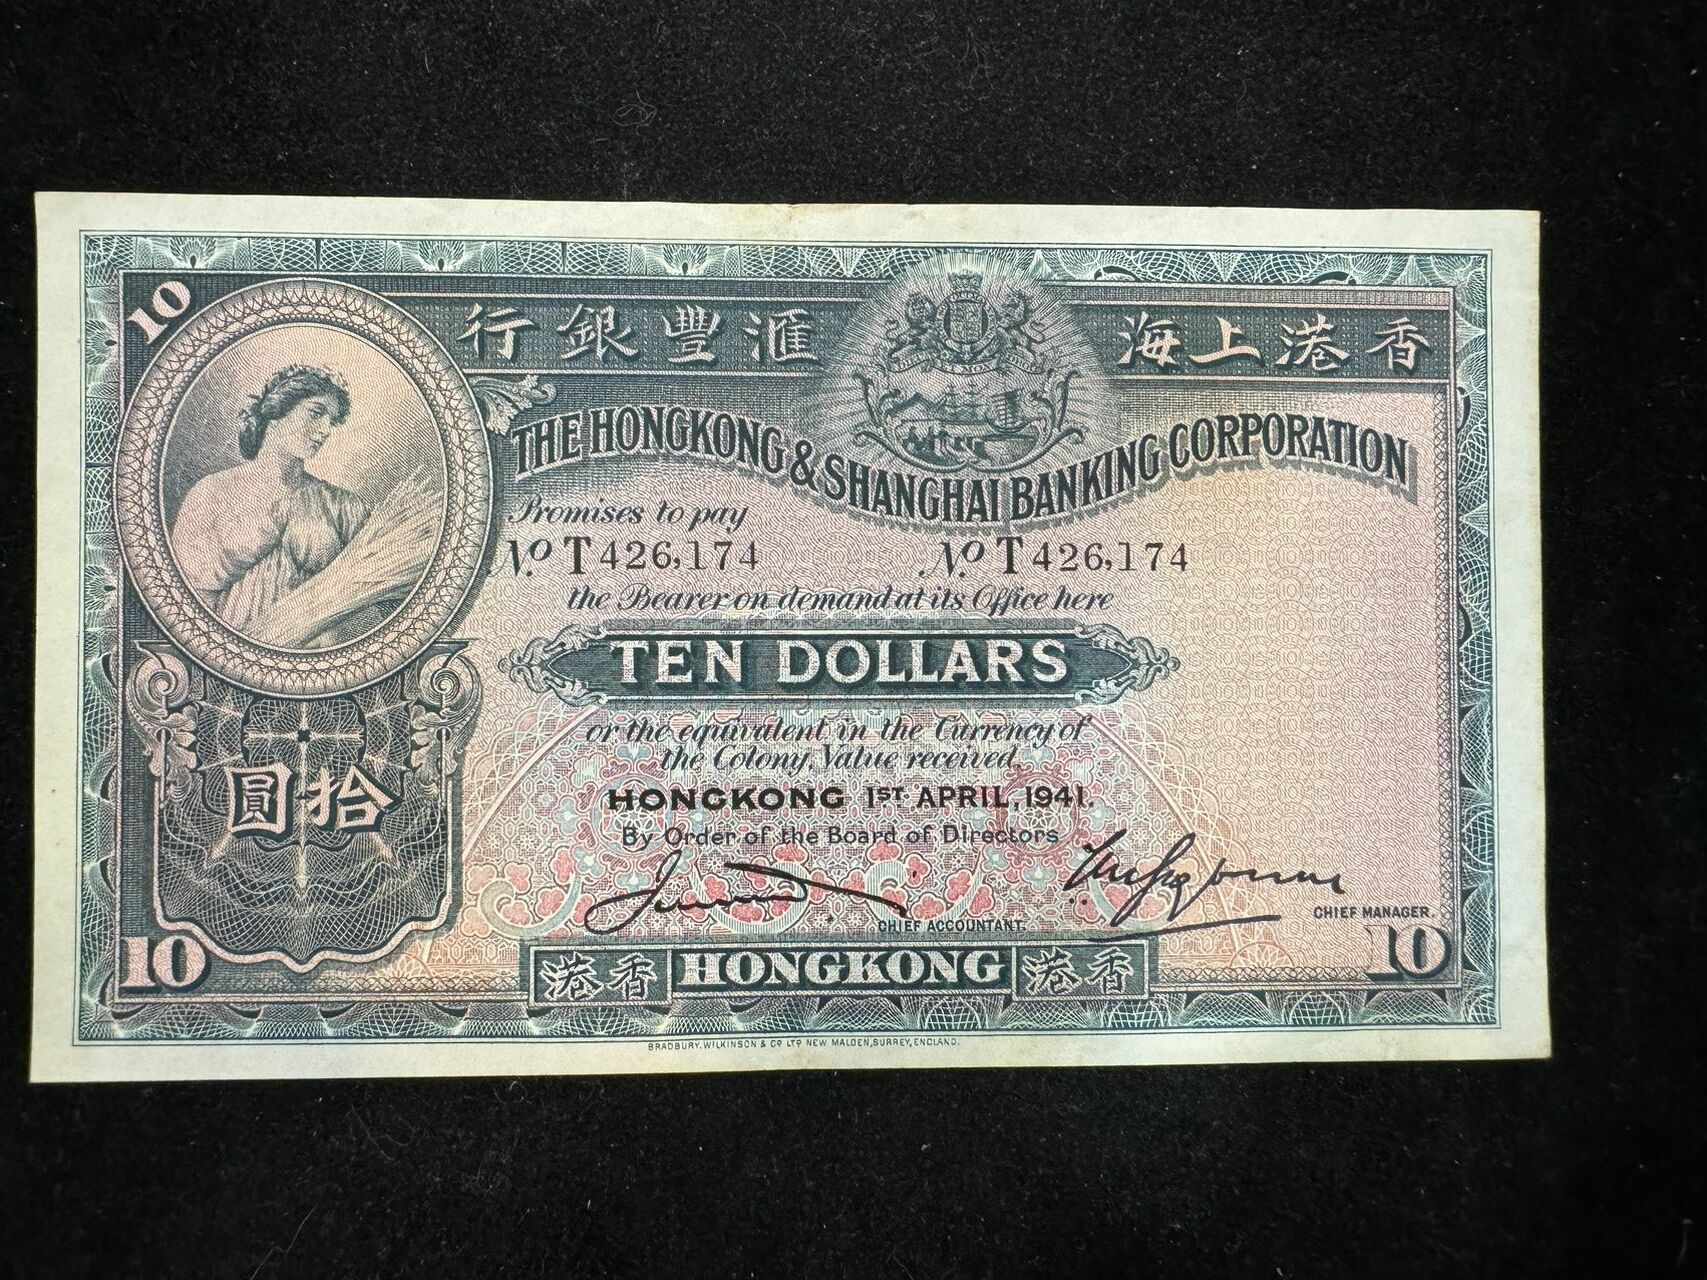 10
行銀豐滙 海上港香
THE HONGKONG & SHANGHAI BANKING CORPORATION
Promises to pay
No. T426,174 No. T426,174
the Bearer on demand at its Office here
TEN DOLLARS
or the equivalent in the Currency of
the Colony, Value received
圓拾
HONGKONG 1ST. APRIL, 1941.
By Order of the Board of Directors
CHIEF ACCOUNTANT.
CHIEF MANAGER.
10 10
港香 HONGKONG 港香
BRADBURY, WILKINSON & CO LTD NEW MALDEN, SURREY, ENGLAND.